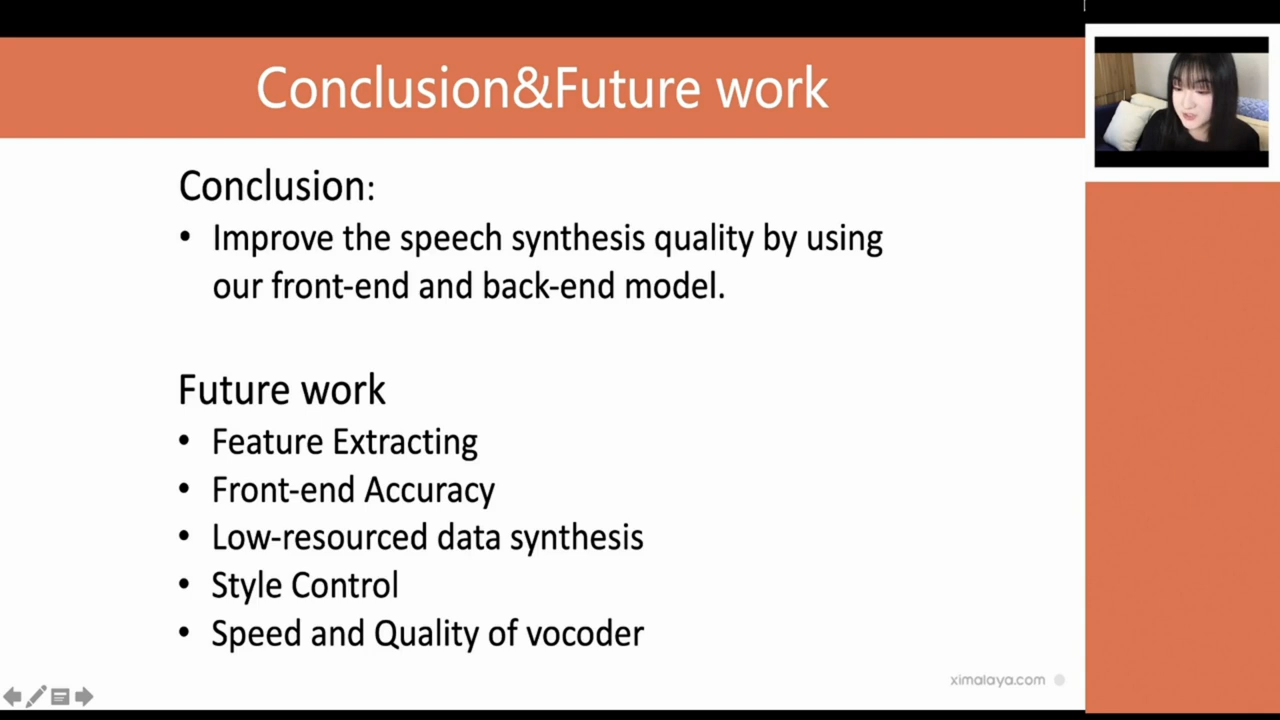 Conclusion&Future work
Conclusion:
• Improve the speech synthesis quality by using
our front-end and back-end model.
Future work
• Feature Extracting
• Front-end Accuracy
• Low-resourced data synthesis
• Style Control
• Speed and Quality of vocoder
ximalaya.com